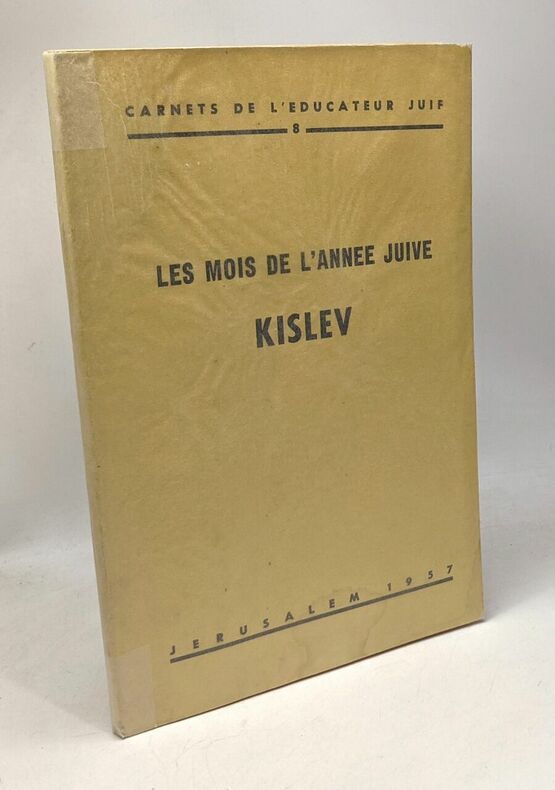 CARNETS DE L'EDUCATEUR JUIF
8
LES MOIS DE L'ANNEE JUIVE
KISLEV
JERUSALEM 1957